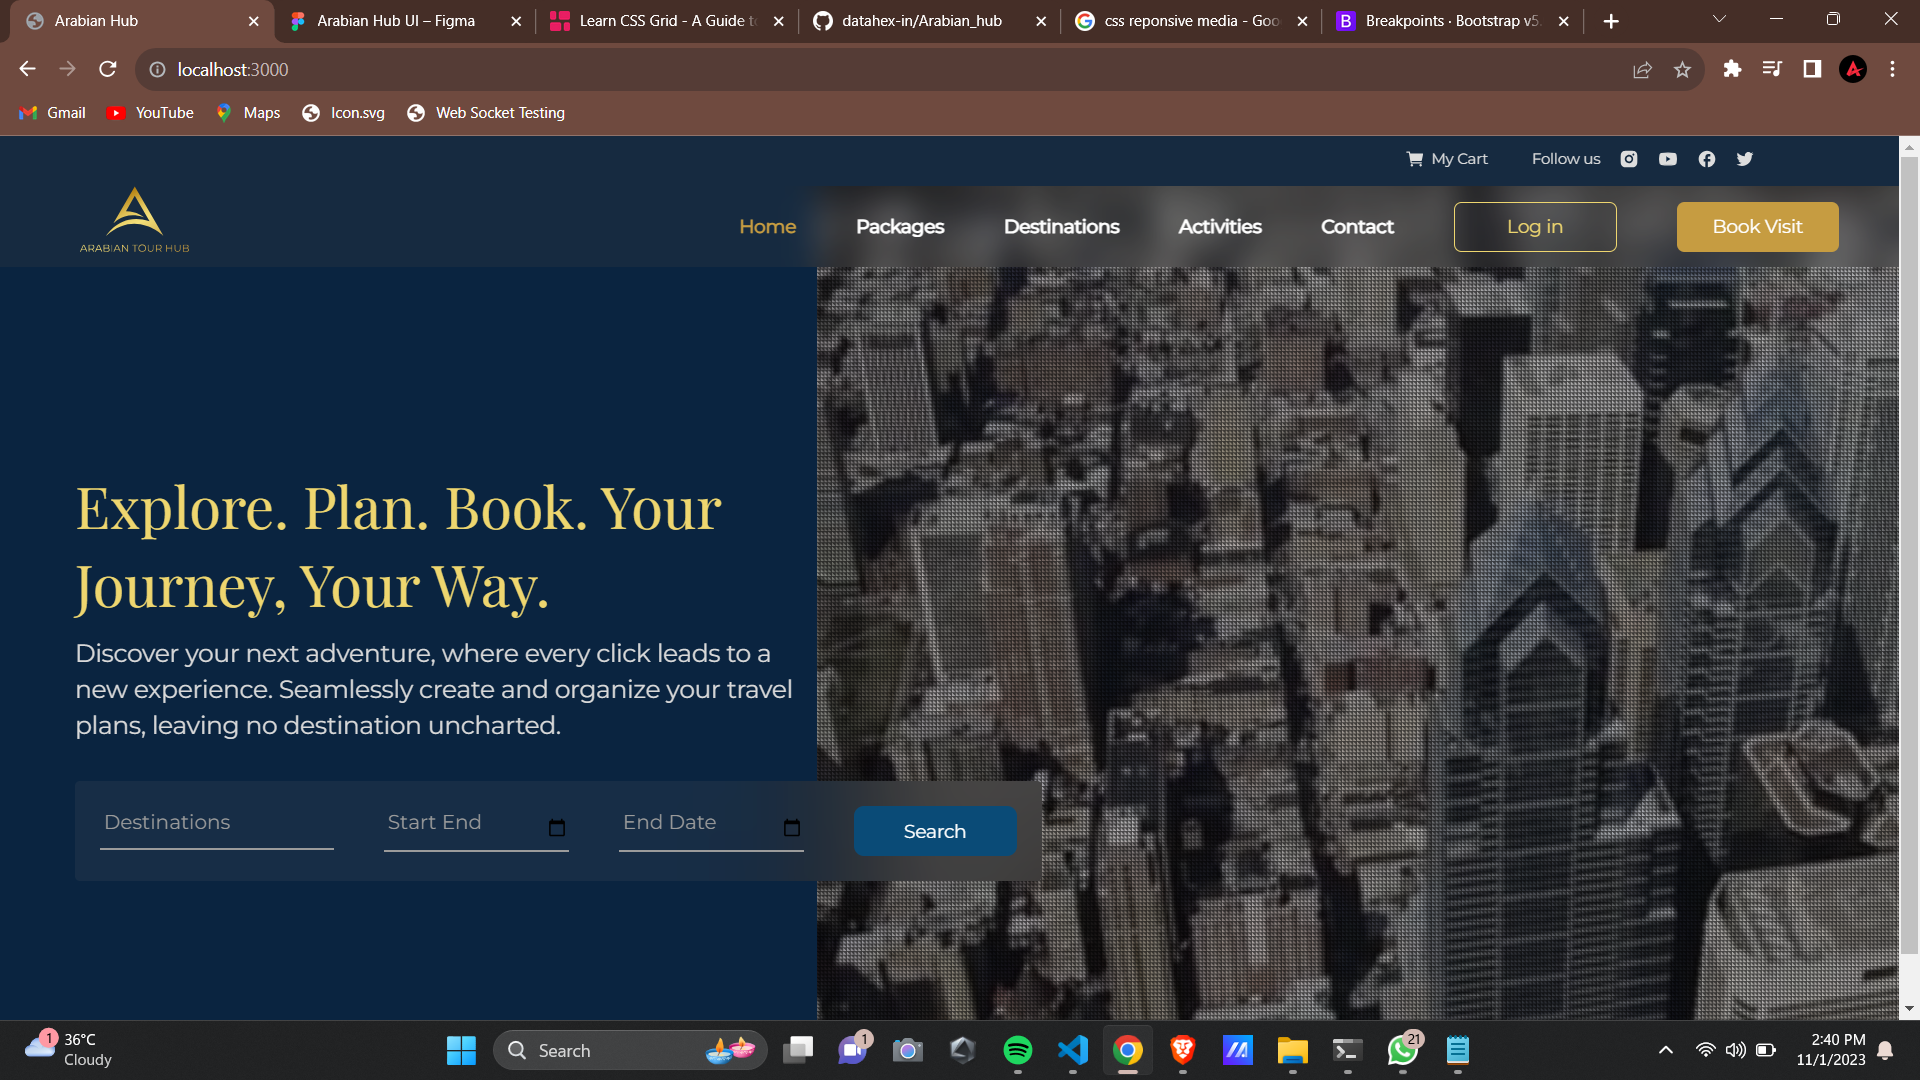 Arabian Hub
Arabian Hub UI – Figma
Learn CSS Grid - A Guide to
datahex-in/Arabian_hub
css reponsive media - Goo
Breakpoints · Bootstrap v5.
localhost:3000
Gmail
YouTube
Maps
Icon.svg
Web Socket Testing
My Cart
Follow us
ARABIAN TOUR HUB
Home
Packages
Destinations
Activities
Contact
Log in
Book Visit
Explore. Plan. Book. Your
Journey, Your Way.
Discover your next adventure, where every click leads to a
new experience. Seamlessly create and organize your travel
plans, leaving no destination uncharted.
Destinations
Start End
End Date
Search
1
36°C
Cloudy
Search
1
21
2:40 PM
11/1/2023